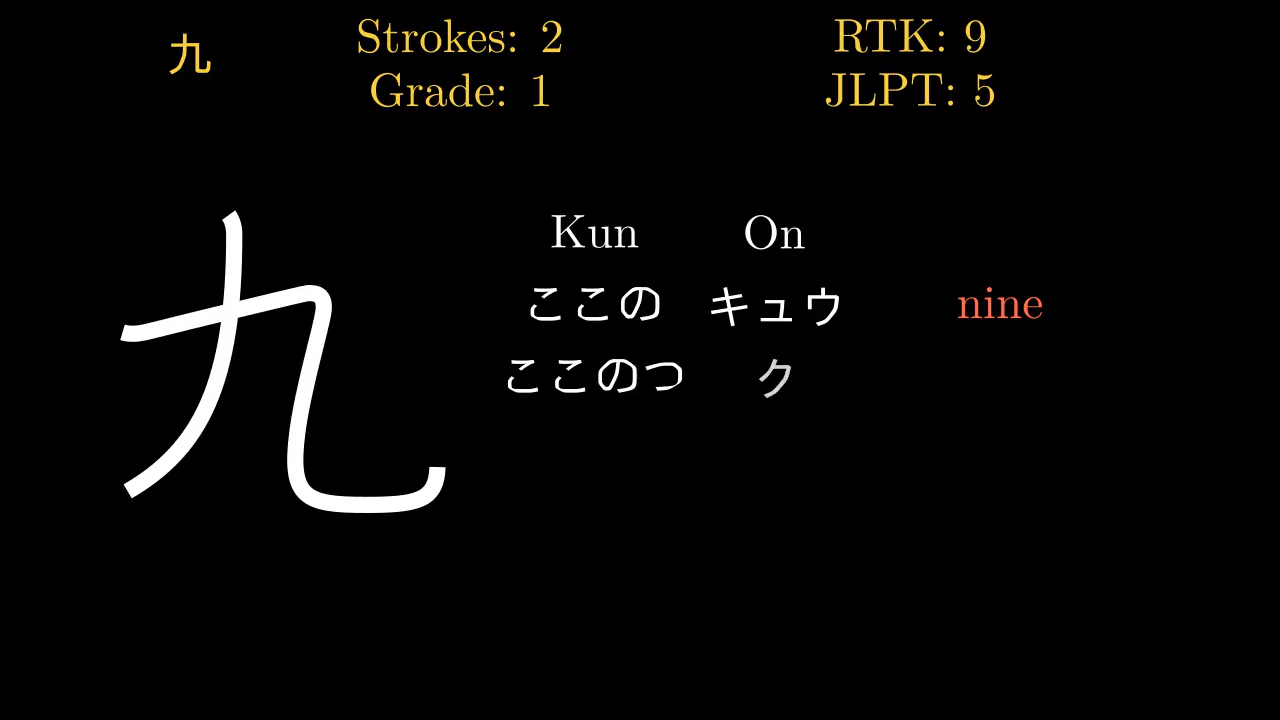 九
Strokes: 2
Grade: 1
RTK: 9
JLPT: 5
九
Kun
On
ここの
キュウ
nine
ここのつ
ク